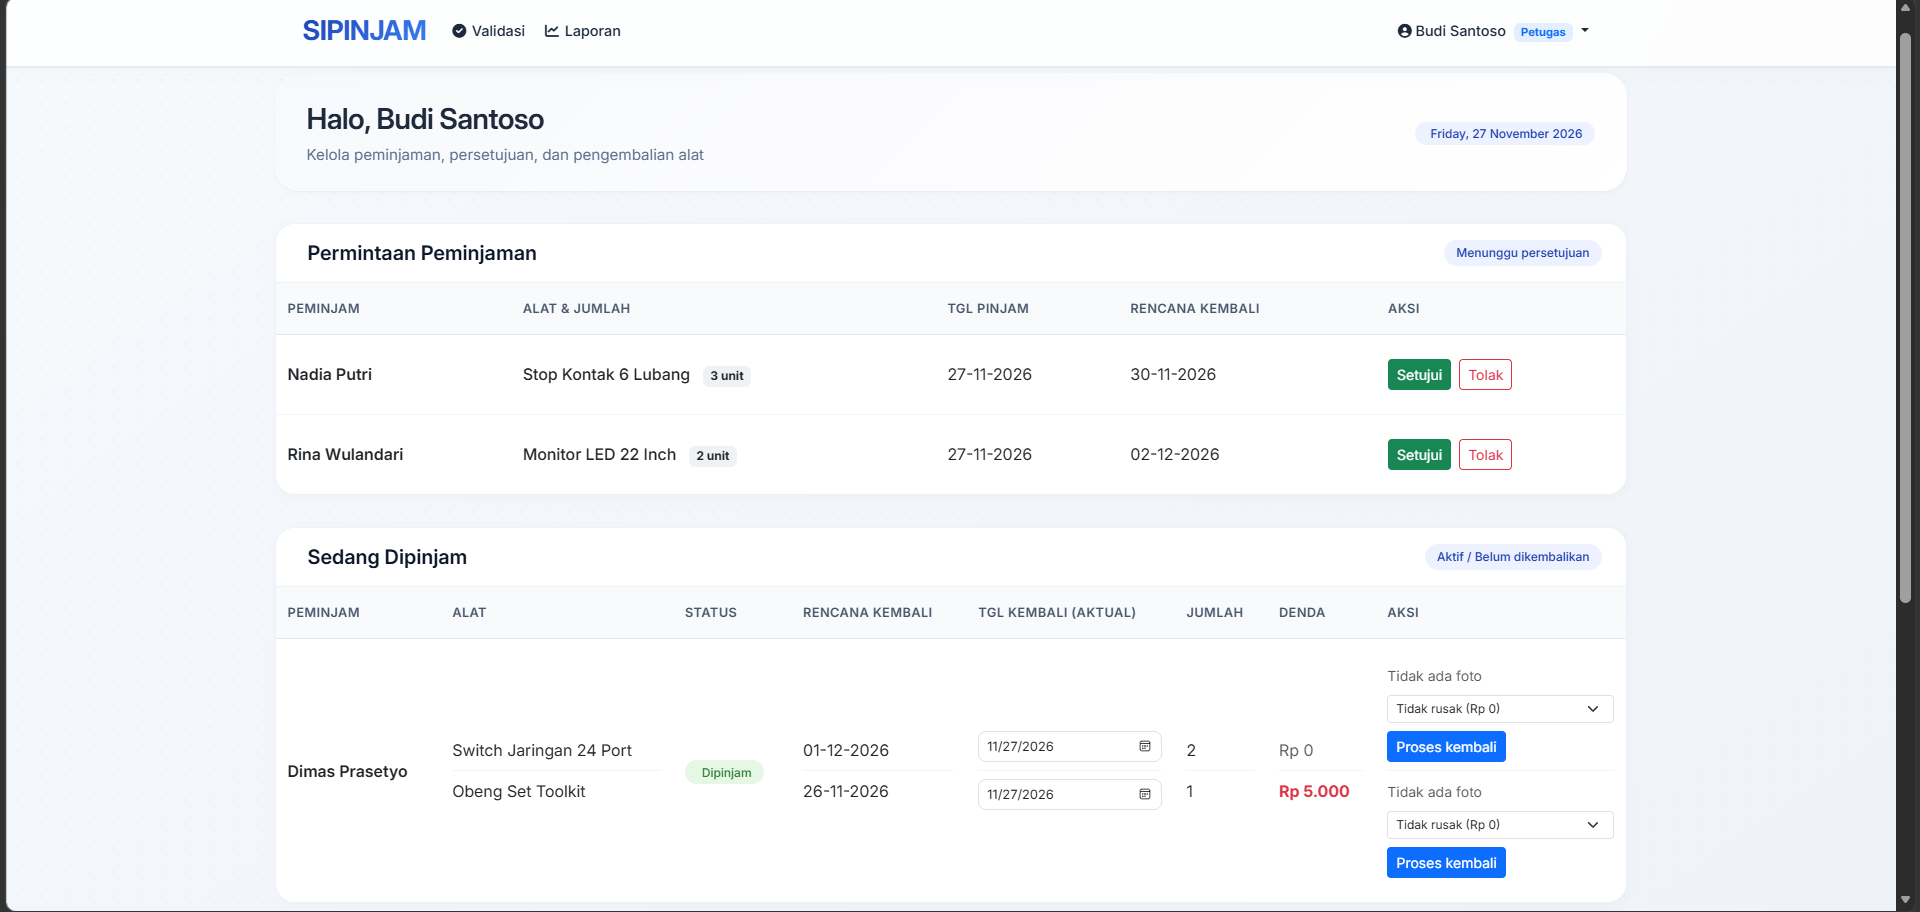 SIPINJAM Validasi Laporan Budi Santoso Petugas
Halo, Budi Santoso
Kelola peminjaman, persetujuan, dan pengembalian alat
Friday, 27 November 2026
Permintaan Peminjaman Menunggu persetujuan
PEMINJAM ALAT & JUMLAH TGL PINJAM RENCANA KEMBALI AKSI
Nadia Putri Stop Kontak 6 Lubang 3 unit 27-11-2026 30-11-2026 Setujui Tolak
Rina Wulandari Monitor LED 22 Inch 2 unit 27-11-2026 02-12-2026 Setujui Tolak
Sedang Dipinjam Aktif / Belum dikembalikan
PEMINJAM ALAT STATUS RENCANA KEMBALI TGL KEMBALI (AKTUAL) JUMLAH DENDA AKSI
Dimas Prasetyo
Switch Jaringan 24 Port
Obeng Set Toolkit
Dipinjam
01-12-2026
26-11-2026
11/27/2026
11/27/2026
2
1
Rp 0
Rp 5.000
Tidak ada foto
Tidak rusak (Rp 0)
Proses kembali
Tidak ada foto
Tidak rusak (Rp 0)
Proses kembali